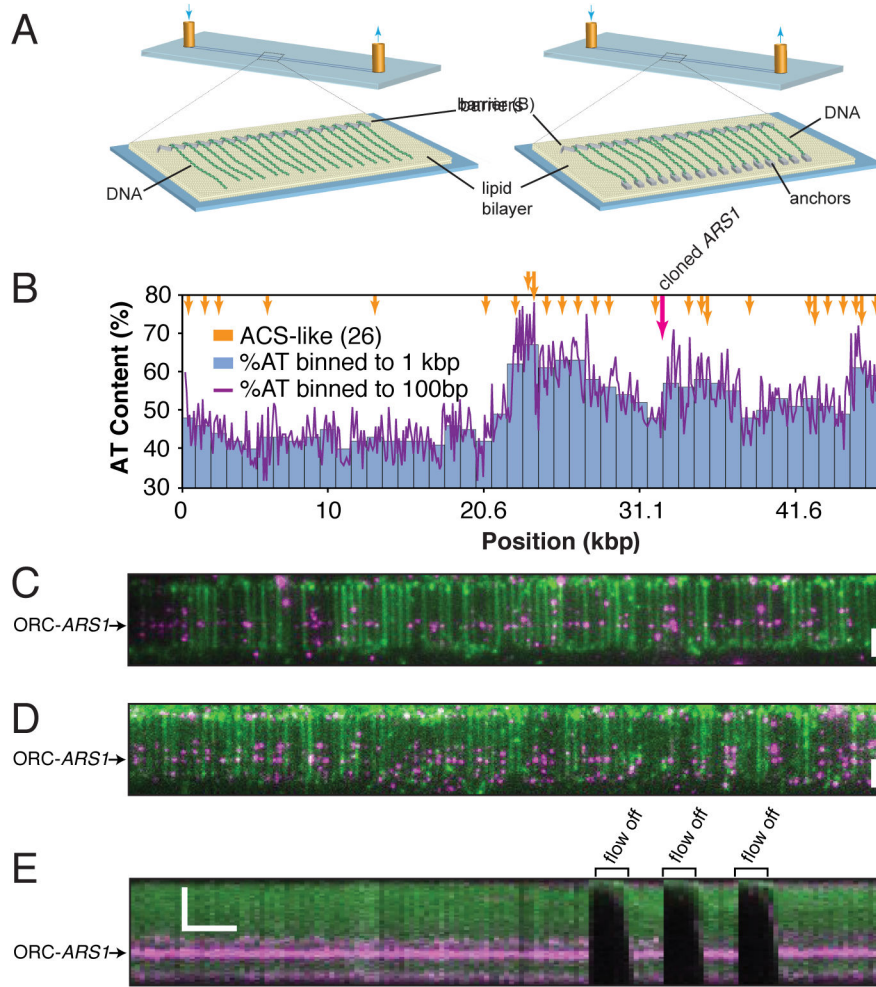 A
barriers (B)
DNA
DNA
lipid
bilayer
anchors
cloned ARS1
B
80
70
60
50
40
30
AT Content (%)
ACS-like (26)
%AT binned to 1 kbp
%AT binned to 100bp
0
10
20.6
31.1
41.6
Position (kbp)
C
ORC-ARS1
D
ORC-ARS1
flow off
flow off
flow off
E
ORC-ARS1